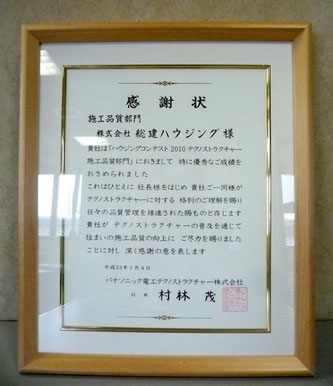 感謝状
施工品質部門
株式会社 総建ハウジング 様
貴社は「ハウジングコンテスト2010 テクノストラクチャー
施工品質部門」におきまして 特に優秀なご成績を
おさめられました
これはひとえに 社長様をはじめ 貴社ご一同様が
テクノストラクチャーに対する 格別のご理解を賜り
日々の品質管理を推進された賜ものと存じます
貴社が テクノストラクチャーの普及を通じて
住まいの施工品質の向上に ご尽力を賜りました
ことに対し 深く感謝の意を表します
平成23年7月6日
パナソニック電工テクノストラクチャー株式会社
社長 村林 茂